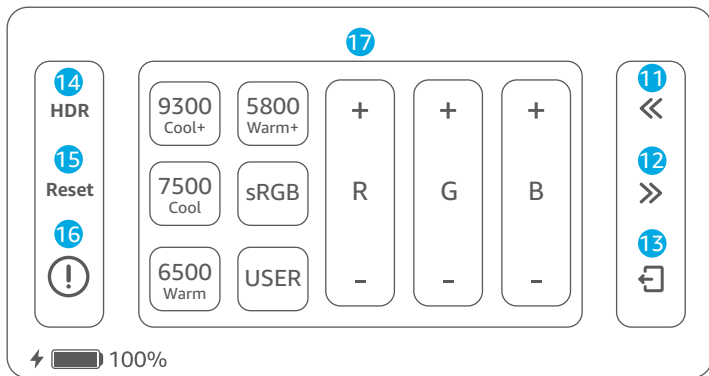 17
14
HDR
15
Reset
16
9300
Cool+
5800
Warm+
7500
Cool
sRGB
6500
Warm
USER
+
R
-
+
G
-
+
B
-
11
12
13
100%